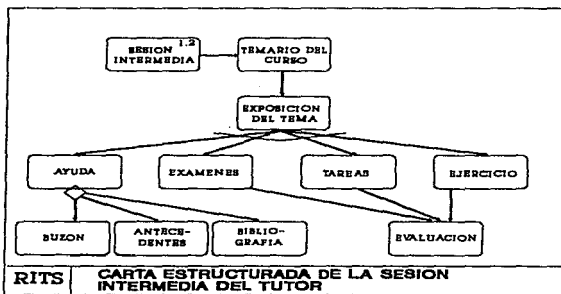 1.2
SESION
INTERMEDIA
TEMARIO DEL
CURSO
EXPOSICION
DEL TEMA
AYUDA
EXAMENES
TAREAS
EJERCICIO
BUZON
ANTECE-
DENTES
BIBLIO-
GRAFIA
EVALUACION
RITS
CARTA ESTRUCTURADA DE LA SESION
INTERMEDIA DEL TUTOR